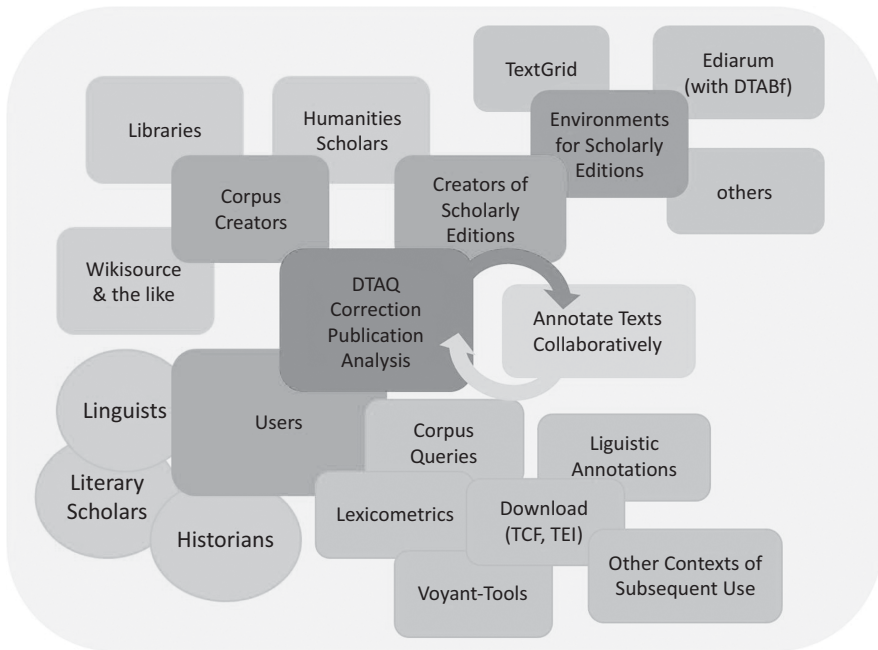 TextGrid
Ediarum
(with DTABf)
Libraries
Humanities
Scholars
Environments
for Scholarly
Editions
Corpus
Creators
Creators of
Scholarly
Editions
others
Wikisource
& the like
DTAQ
Correction
Publication
Analysis
Annotate Texts
Collaboratively
Linguists
Users
Corpus
Queries
Liguistic
Annotations
Literary
Scholars
Historians
Lexicometrics
Download
(TCF, TEI)
Voyant-Tools
Other Contexts of
Subsequent Use